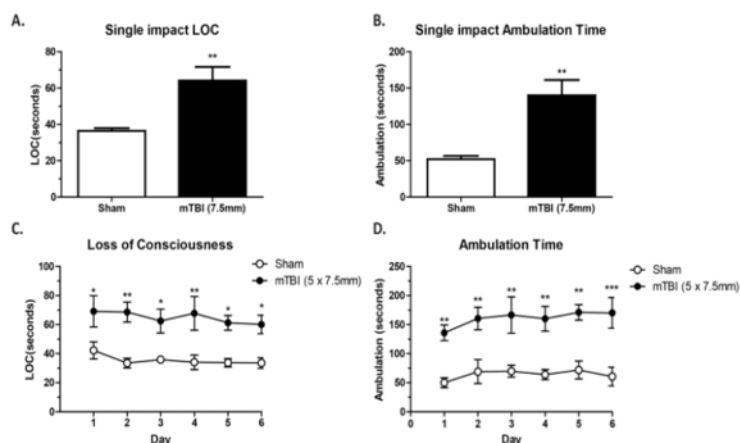 A.
Single impact LOC
**
LOC(seconds)
80
60
40
20
0
Sham
mTBI (7.5mm)
B.
Single impact Ambulation Time
**
Ambulation (seconds)
200
150
100
50
0
Sham
mTBI (7.5mm)
C.
Loss of Consciousness
Sham
mTBI (5 x 7.5mm)
* ** * ** * *
LOC(seconds)
100
80
60
40
20
0
1 2 3 4 5 6
Day
D.
Ambulation Time
Sham
mTBI (5 x 7.5mm)
** ** ** ** ** ***
Ambulation (seconds)
250
200
150
100
50
0
0 1 2 3 4 5 6
Day